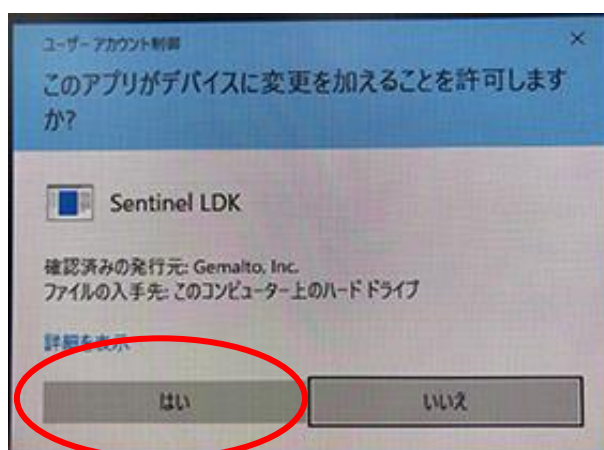 ユーザー アカウント制御
このアプリがデバイスに変更を加えることを許可します
か?
Sentinel LDK
確認済みの発行元: Gemalto, Inc.
ファイルの入手先: このコンピューター上のハード ドライブ
詳細を表示
はい
いいえ